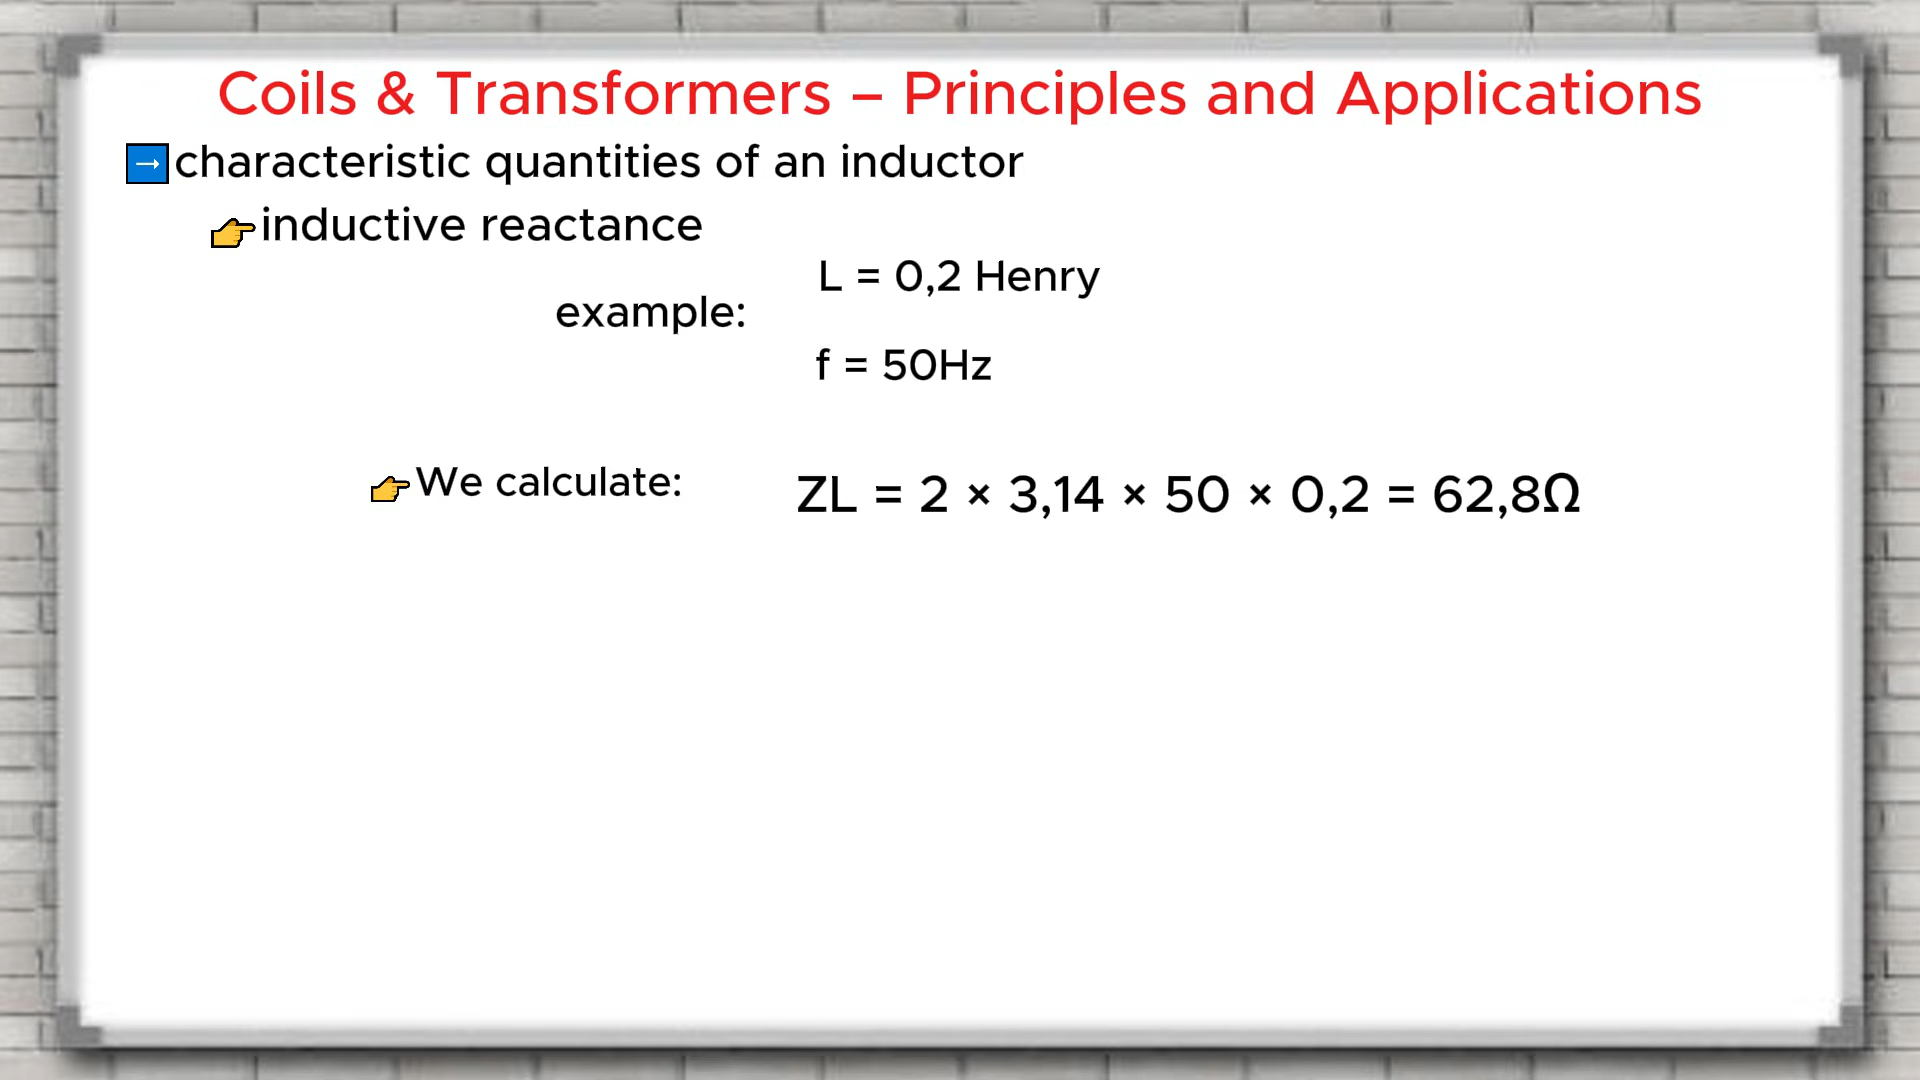 Coils & Transformers – Principles and Applications
→ characteristic quantities of an inductor
👉 inductive reactance
L = 0,2 Henry
example:
f = 50Hz
👉 We calculate: ZL = 2 × 3,14 × 50 × 0,2 = 62,8Ω